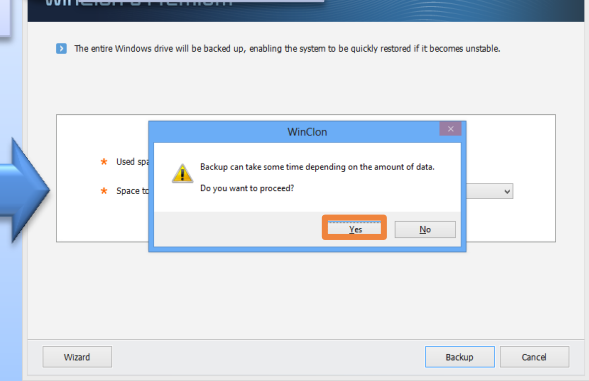 The entire Windows drive will be backed up, enabling the system to be quickly restored if it becomes unstable.
WinClon
Used
Backup can take some time depending on the amount of data.
Space
Do you want to proceed?
Yes
No
Wizard
Backup
Cancel